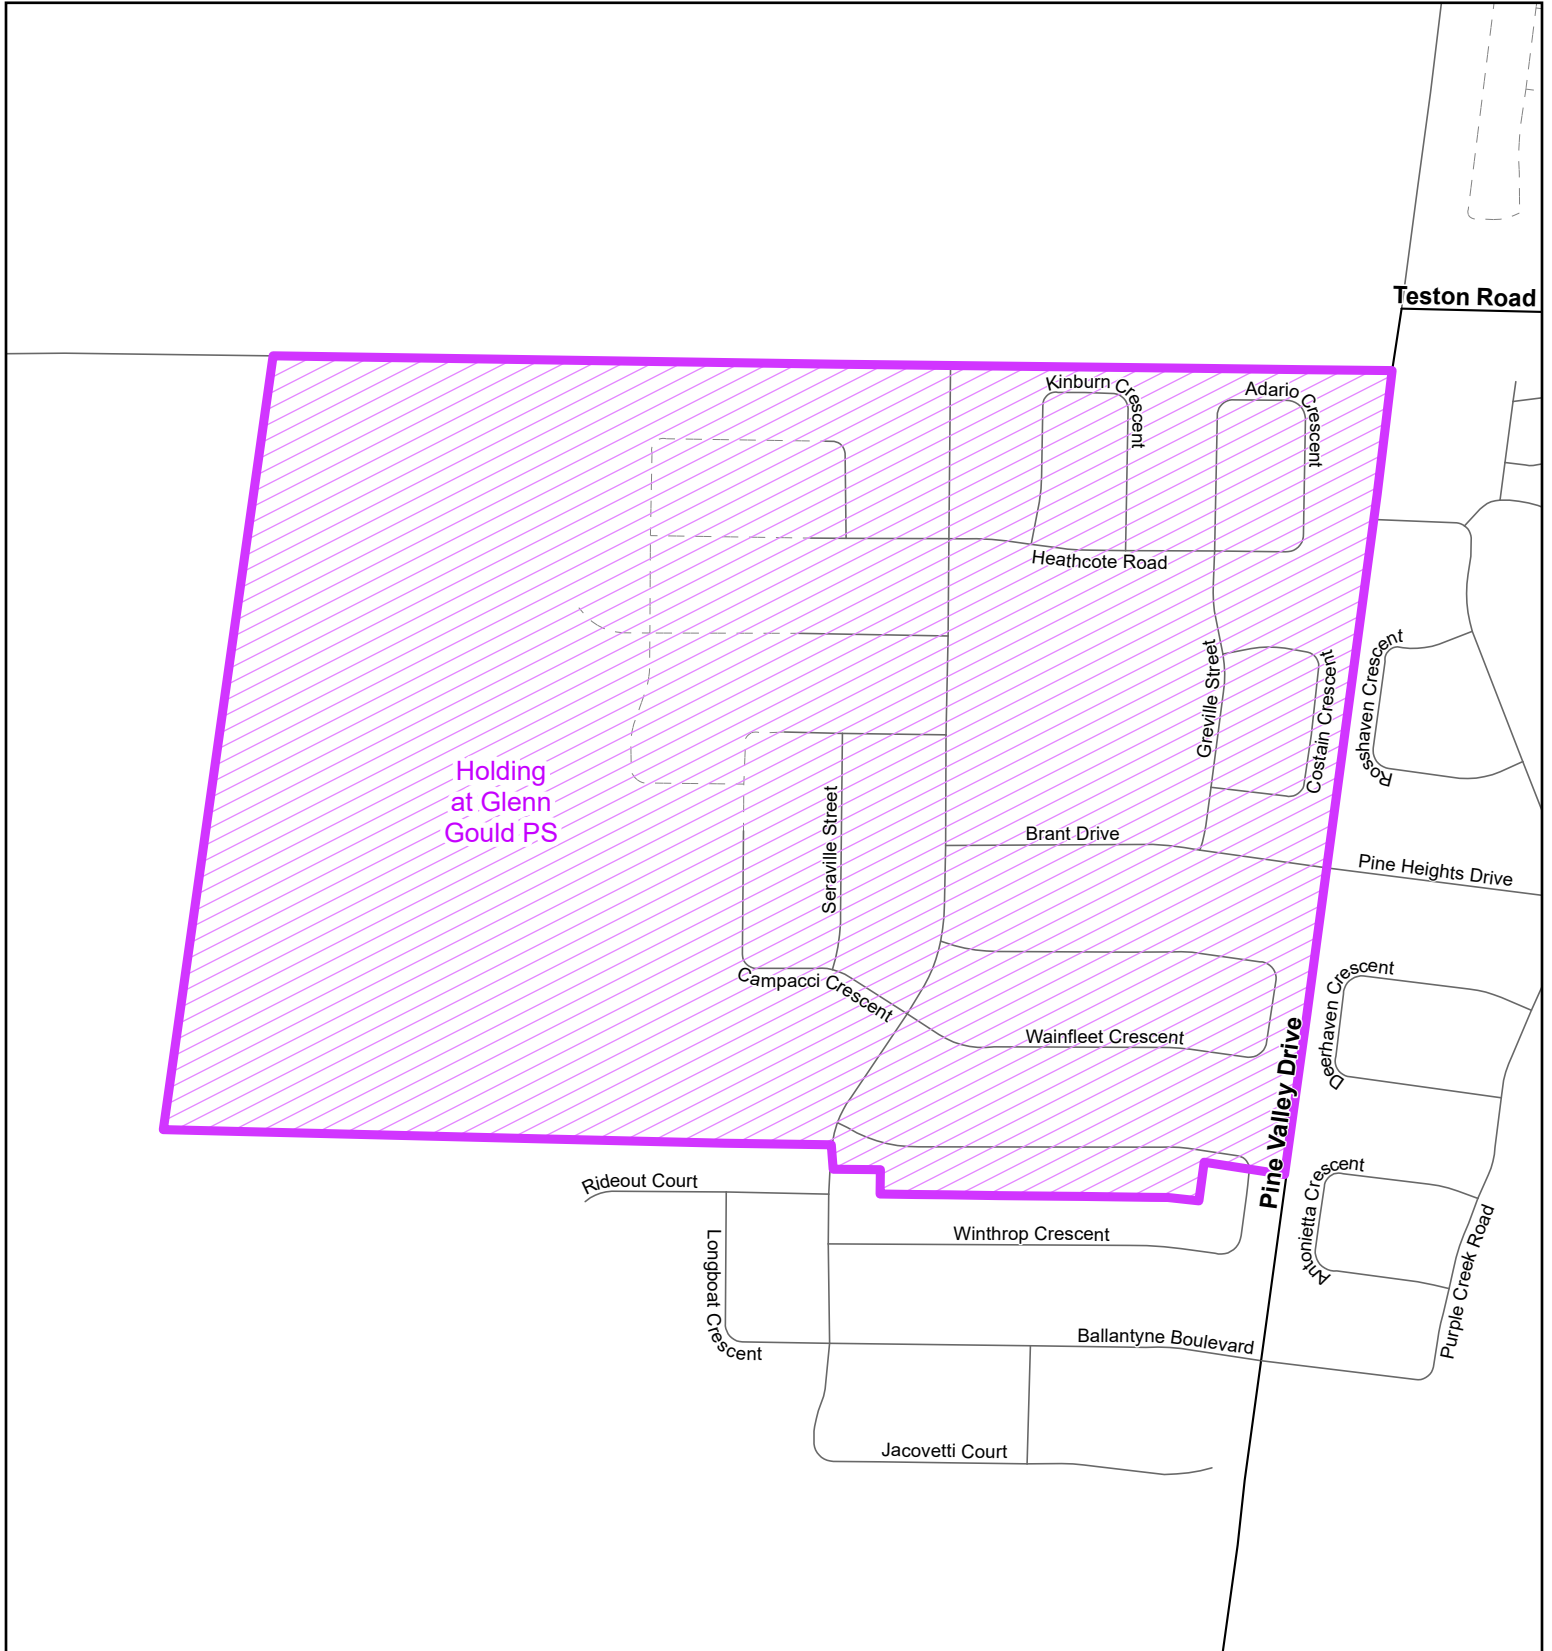 Teston Road
Kinburn Crescent
Adario Crescent
Heathcote Road
Greville Street
Costain Crescent
Rosshaven Crescent
Holding
at Glenn
Gould PS
Seraville Street
Brant Drive
Pine Heights Drive
Campacci Crescent
Wainfleet Crescent
Deerhaven Crescent
Pine Valley Drive
Rideout Court
Antonietta Crescent
Longboat Crescent
Winthrop Crescent
Purple Creek Road
Ballantyne Boulevard
Jacovetti Court